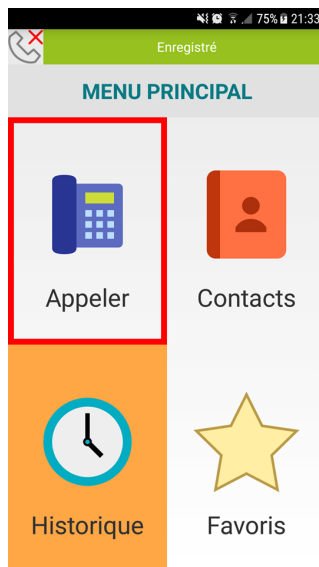 75% 21:33
Enregistré
MENU PRINCIPAL
Appeler Contacts
Historique Favoris